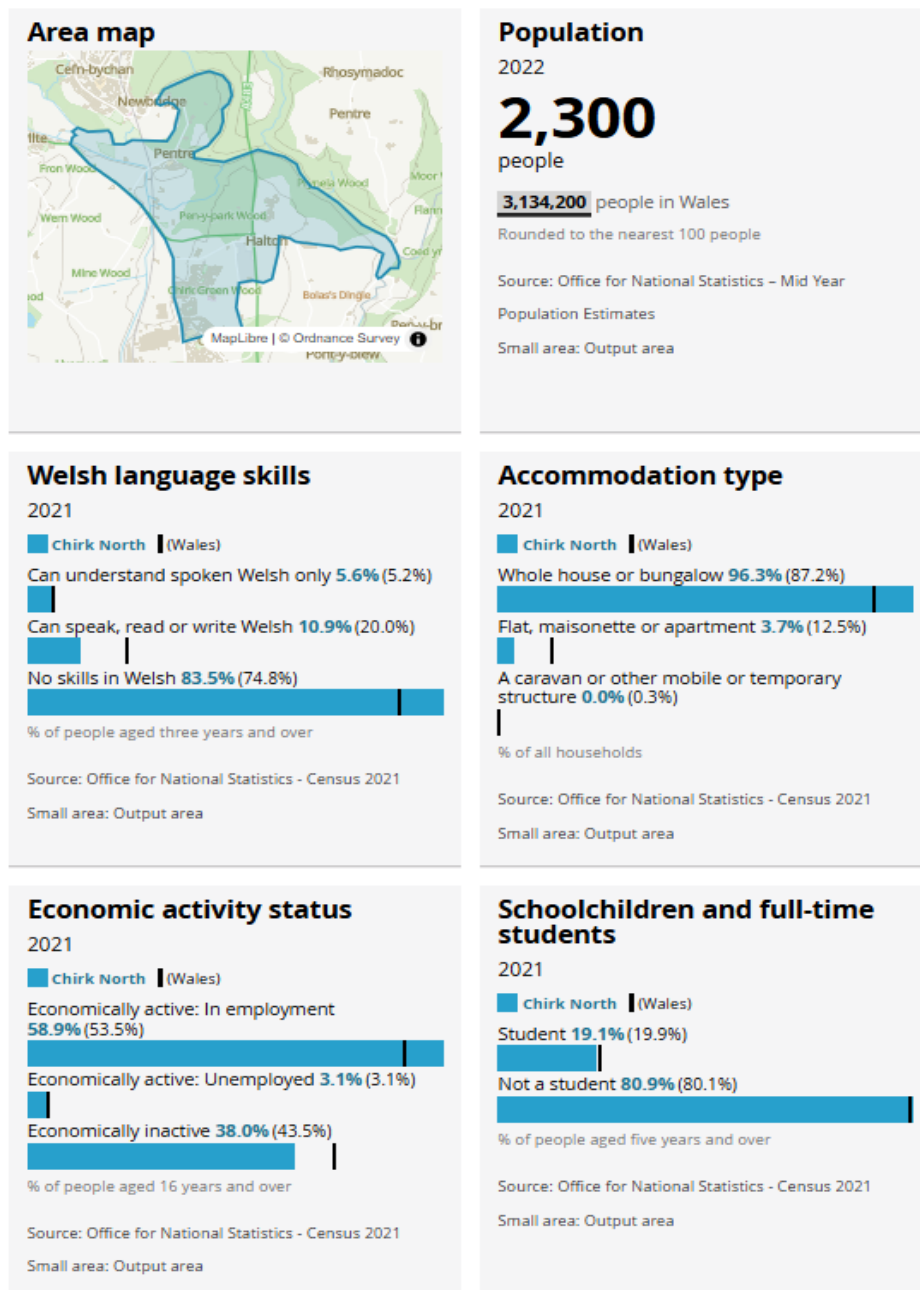 Area map
Cefn-bychan
Rhosymadoc
Newbridge
A483
Pentre
Pentre
Fron Wood
Pentre Wood
Wern Wood
Pen-y-park Wood
Halton
Mine Wood
Chirk Green Wood
Bolas's Dingle
MapLibre | © Ordnance Survey
Pont-y-blew
Population
2022
2,300
people
3,134,200 people in Wales
Rounded to the nearest 100 people
Source: Office for National Statistics – Mid Year
Population Estimates
Small area: Output area
Welsh language skills
2021
Chirk North (Wales)
Can understand spoken Welsh only 5.6% (5.2%)
Can speak, read or write Welsh 10.9% (20.0%)
No skills in Welsh 83.5% (74.8%)
% of people aged three years and over
Source: Office for National Statistics - Census 2021
Small area: Output area
Accommodation type
2021
Chirk North (Wales)
Whole house or bungalow 96.3% (87.2%)
Flat, maisonette or apartment 3.7% (12.5%)
A caravan or other mobile or temporary
structure 0.0% (0.3%)
% of all households
Source: Office for National Statistics - Census 2021
Small area: Output area
Economic activity status
2021
Chirk North (Wales)
Economically active: In employment
58.9% (53.5%)
Economically active: Unemployed 3.1% (3.1%)
Economically inactive 38.0% (43.5%)
% of people aged 16 years and over
Source: Office for National Statistics - Census 2021
Small area: Output area
Schoolchildren and full-time
students
2021
Chirk North (Wales)
Student 19.1% (19.9%)
Not a student 80.9% (80.1%)
% of people aged five years and over
Source: Office for National Statistics - Census 2021
Small area: Output area